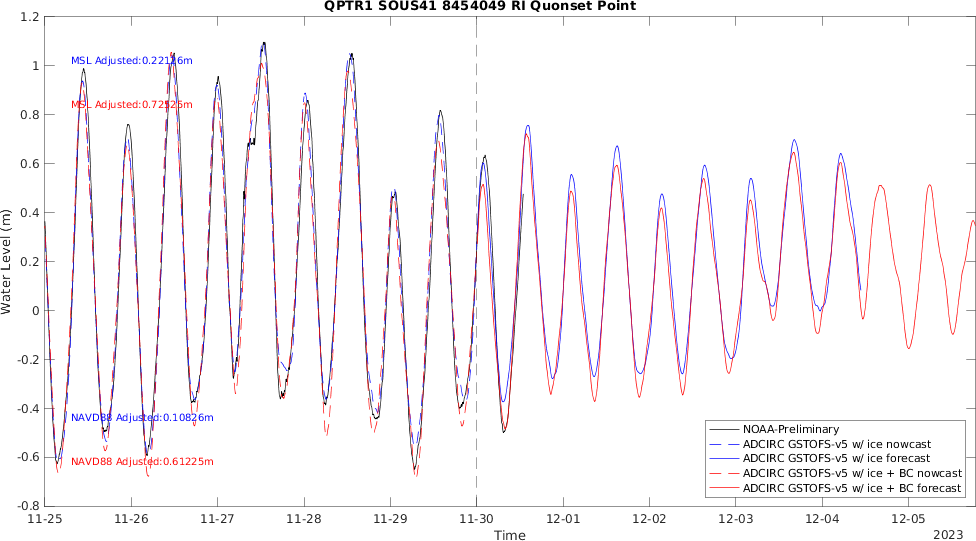 QPTR1 SOUS41 8454049 RI Quonset Point
Water Level (m)
1.2
1
0.8
0.6
0.4
0.2
0
-0.2
-0.4
-0.6
-0.8
MSL Adjusted:0.22126m
MSL Adjusted:0.72525m
NAVD88 Adjusted:0.10826m
NAVD88 Adjusted:0.61225m
NOAA-Preliminary
ADCIRC GSTOFS-v5 w/ ice nowcast
ADCIRC GSTOFS-v5 w/ ice forecast
ADCIRC GSTOFS-v5 w/ ice + BC nowcast
ADCIRC GSTOFS-v5 w/ ice + BC forecast
11-25 11-26 11-27 11-28 11-29 11-30 12-01 12-02 12-03 12-04 12-05
Time
2023